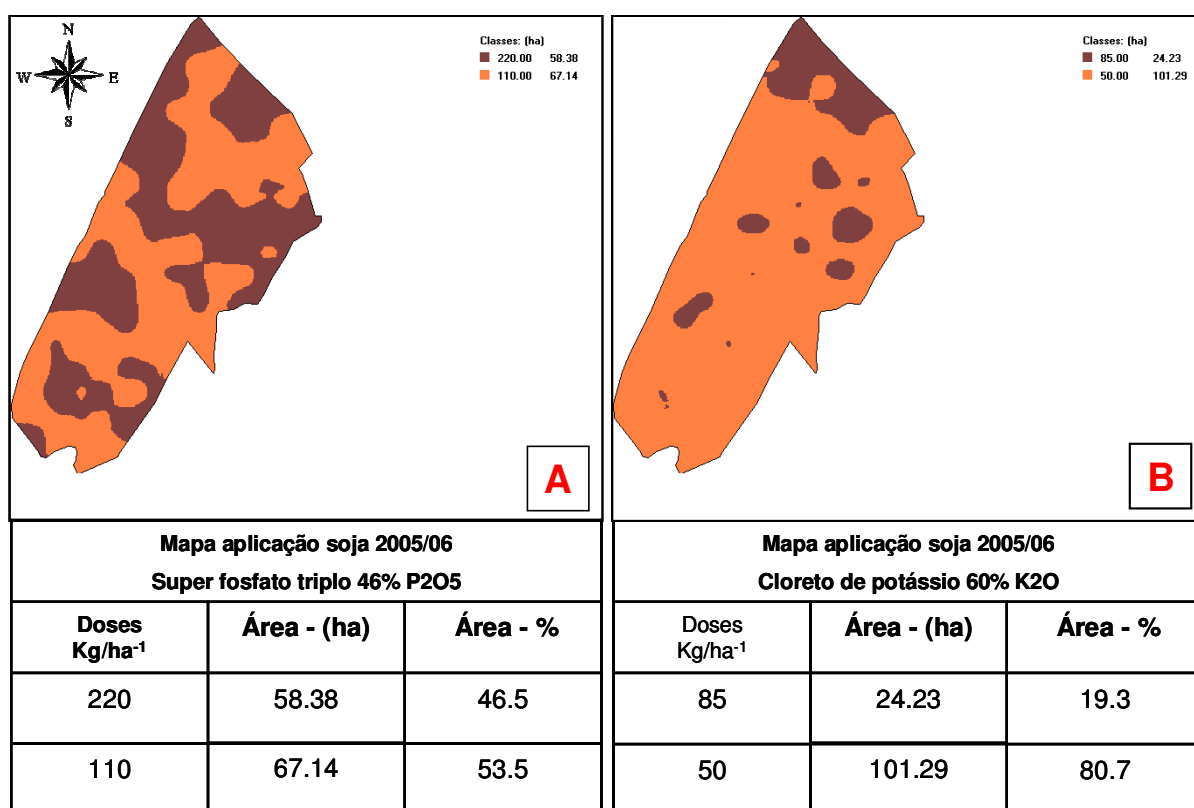 N
W E
S
Classes: (ha)
220.00 58.38
110.00 67.14
A
Classes: (ha)
85.00 24.23
50.00 101.29
B
Mapa aplicação soja 2005/06
Super fosfato triplo 46% P2O5
Doses Kg/ha-1 Área - (ha) Área - %
220 58.38 46.5
110 67.14 53.5
Mapa aplicação soja 2005/06
Cloreto de potássio 60% K2O
Doses Kg/ha-1 Área - (ha) Área - %
85 24.23 19.3
50 101.29 80.7